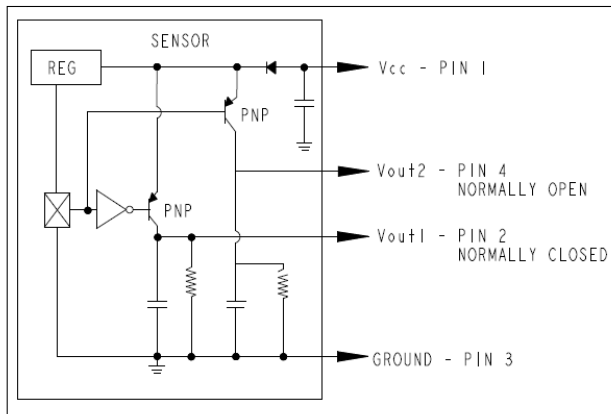 SENSOR
REG
Vcc - PIN 1
PNP
Vout2 - PIN 4
NORMALLY OPEN
PNP
Vout1 - PIN 2
NORMALLY CLOSED
GROUND - PIN 3